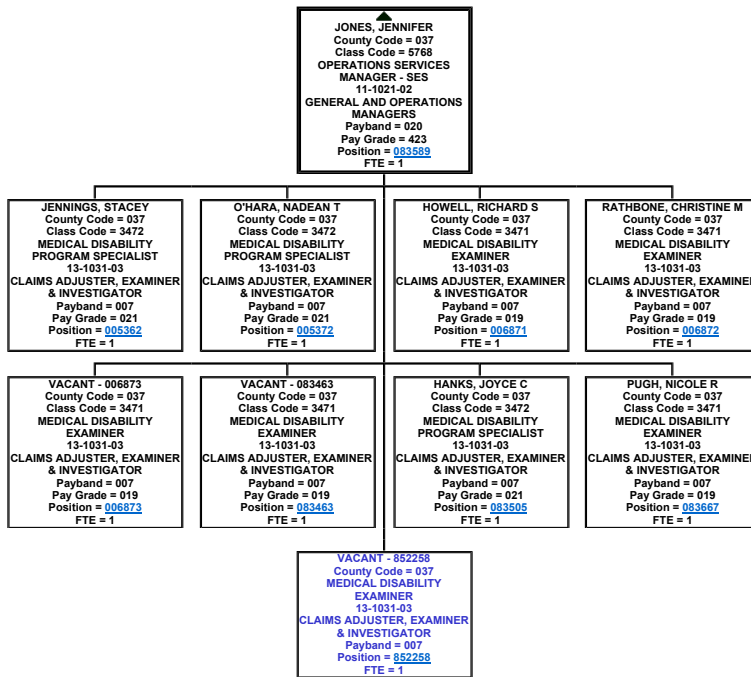 JONES, JENNIFER
County Code = 037
Class Code = 5768
OPERATIONS SERVICES
MANAGER - SES
11-1021-02
GENERAL AND OPERATIONS
MANAGERS
Payband = 020
Pay Grade = 423
Position = 083589
FTE = 1
JENNINGS, STACEY
County Code = 037
Class Code = 3472
MEDICAL DISABILITY
PROGRAM SPECIALIST
13-1031-03
CLAIMS ADJUSTER, EXAMINER
& INVESTIGATOR
Payband = 007
Pay Grade = 021
Position = 005362
FTE = 1
O'HARA, NADEAN T
County Code = 037
Class Code = 3472
MEDICAL DISABILITY
PROGRAM SPECIALIST
13-1031-03
CLAIMS ADJUSTER, EXAMINER
& INVESTIGATOR
Payband = 007
Pay Grade = 021
Position = 005372
FTE = 1
HOWELL, RICHARD S
County Code = 037
Class Code = 3471
MEDICAL DISABILITY
EXAMINER
13-1031-03
CLAIMS ADJUSTER, EXAMINER
& INVESTIGATOR
Payband = 007
Pay Grade = 019
Position = 006871
FTE = 1
RATHBONE, CHRISTINE M
County Code = 037
Class Code = 3471
MEDICAL DISABILITY
EXAMINER
13-1031-03
CLAIMS ADJUSTER, EXAMINER
& INVESTIGATOR
Payband = 007
Pay Grade = 019
Position = 006872
FTE = 1
VACANT - 006873
County Code = 037
Class Code = 3471
MEDICAL DISABILITY
EXAMINER
13-1031-03
CLAIMS ADJUSTER, EXAMINER
& INVESTIGATOR
Payband = 007
Pay Grade = 019
Position = 006873
FTE = 1
VACANT - 083463
County Code = 037
Class Code = 3471
MEDICAL DISABILITY
EXAMINER
13-1031-03
CLAIMS ADJUSTER, EXAMINER
& INVESTIGATOR
Payband = 007
Pay Grade = 019
Position = 083463
FTE = 1
HANKS, JOYCE C
County Code = 037
Class Code = 3472
MEDICAL DISABILITY
PROGRAM SPECIALIST
13-1031-03
CLAIMS ADJUSTER, EXAMINER
& INVESTIGATOR
Payband = 007
Pay Grade = 021
Position = 083505
FTE = 1
PUGH, NICOLE R
County Code = 037
Class Code = 3471
MEDICAL DISABILITY
EXAMINER
13-1031-03
CLAIMS ADJUSTER, EXAMINER
& INVESTIGATOR
Payband = 007
Pay Grade = 019
Position = 083667
FTE = 1
VACANT - 852258
County Code = 037
MEDICAL DISABILITY
EXAMINER
13-1031-03
CLAIMS ADJUSTER, EXAMINER
& INVESTIGATOR
Payband = 007
Position = 852258
FTE = 1